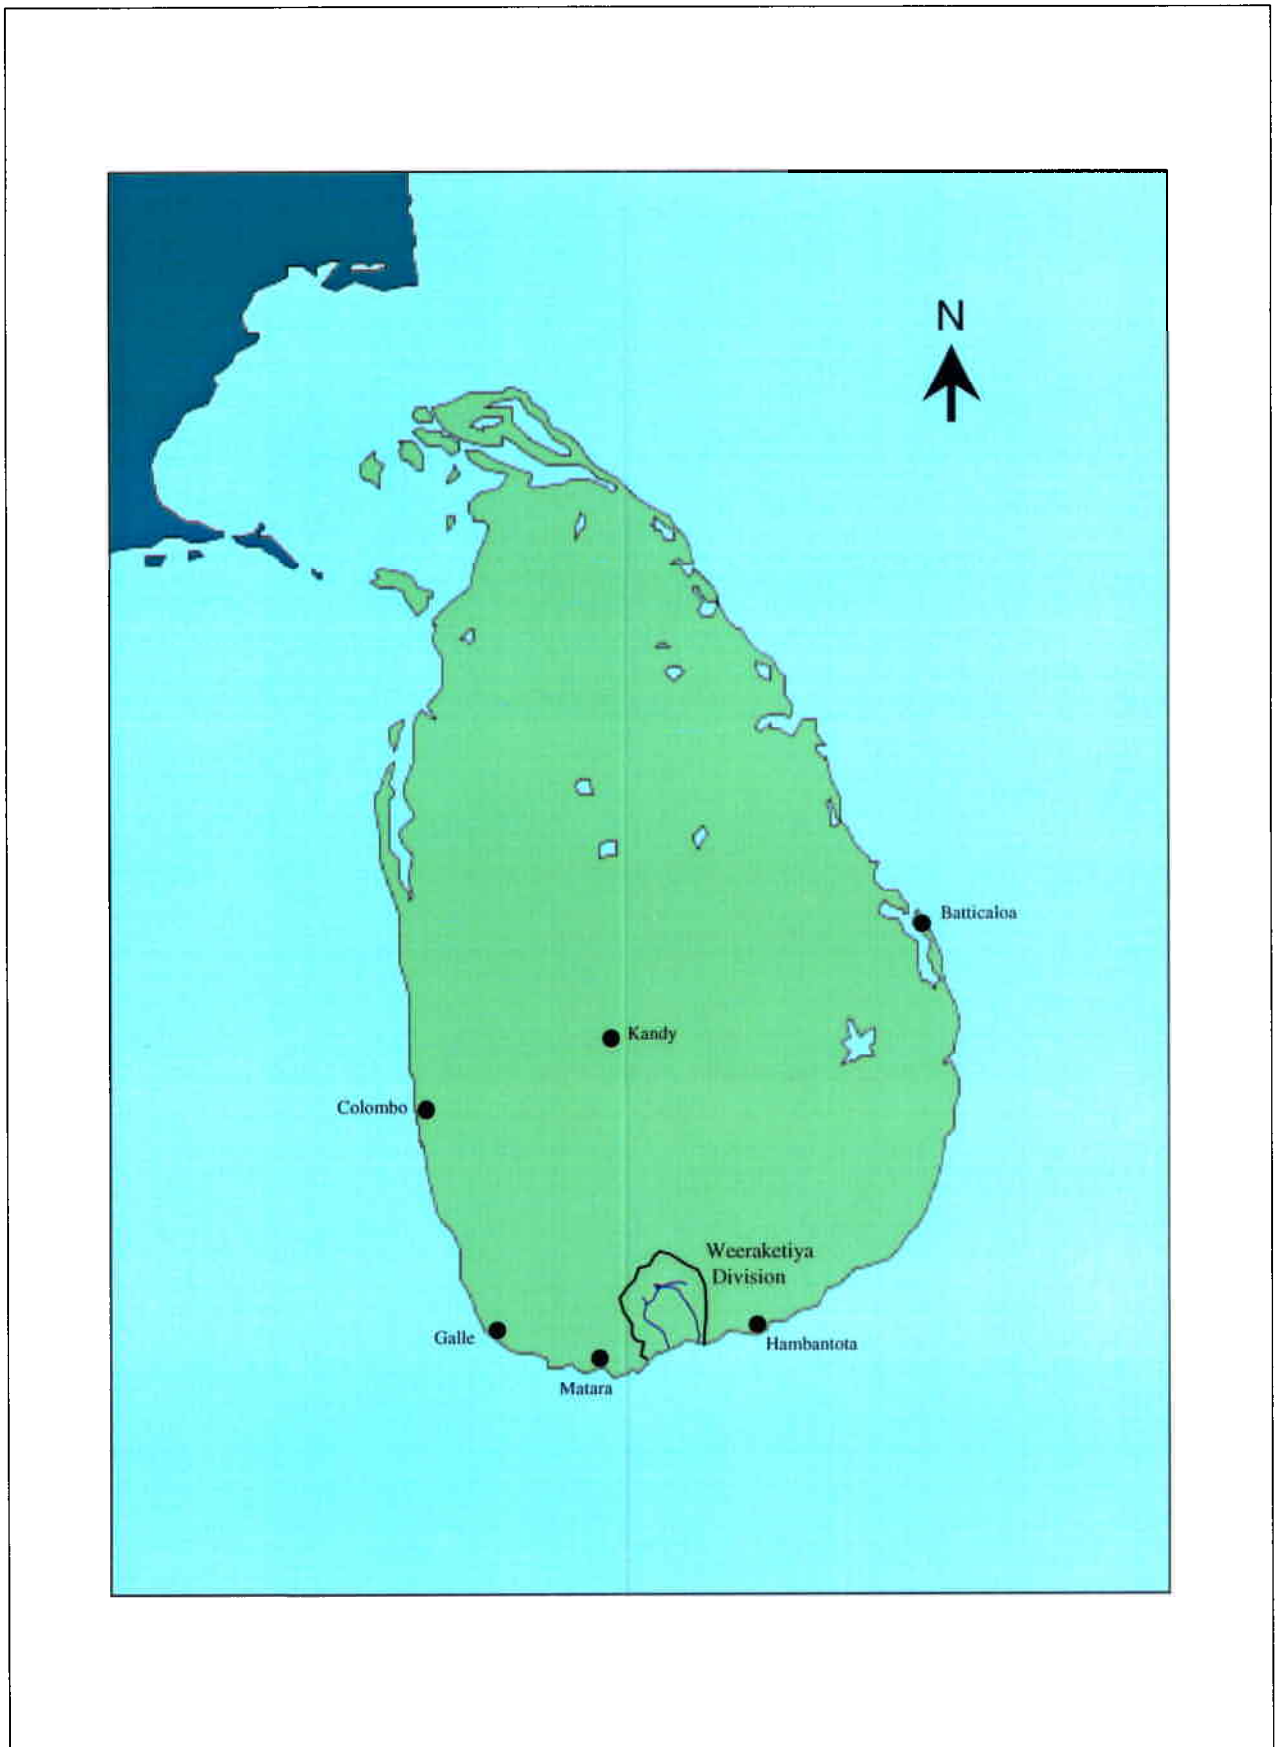 N
Batticaloa
Kandy
Colombo
Weeraketiya
Division
Galle
Hambantota
Matara